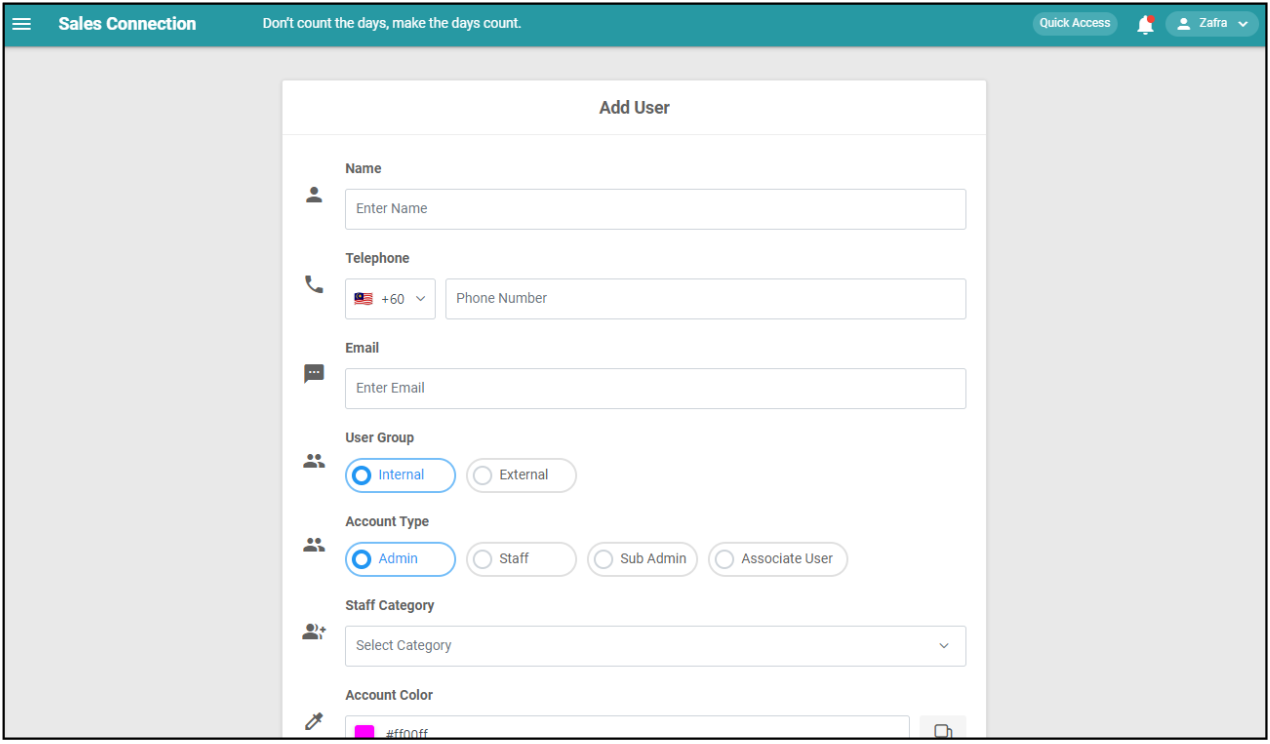 Sales Connection Don't count the days, make the days count. Quick Access Zafra
Add User
Name
Enter Name
Telephone
+60 Phone Number
Email
Enter Email
User Group
Internal External
Account Type
Admin Staff Sub Admin Associate User
Staff Category
Select Category
Account Color
#ff00ff